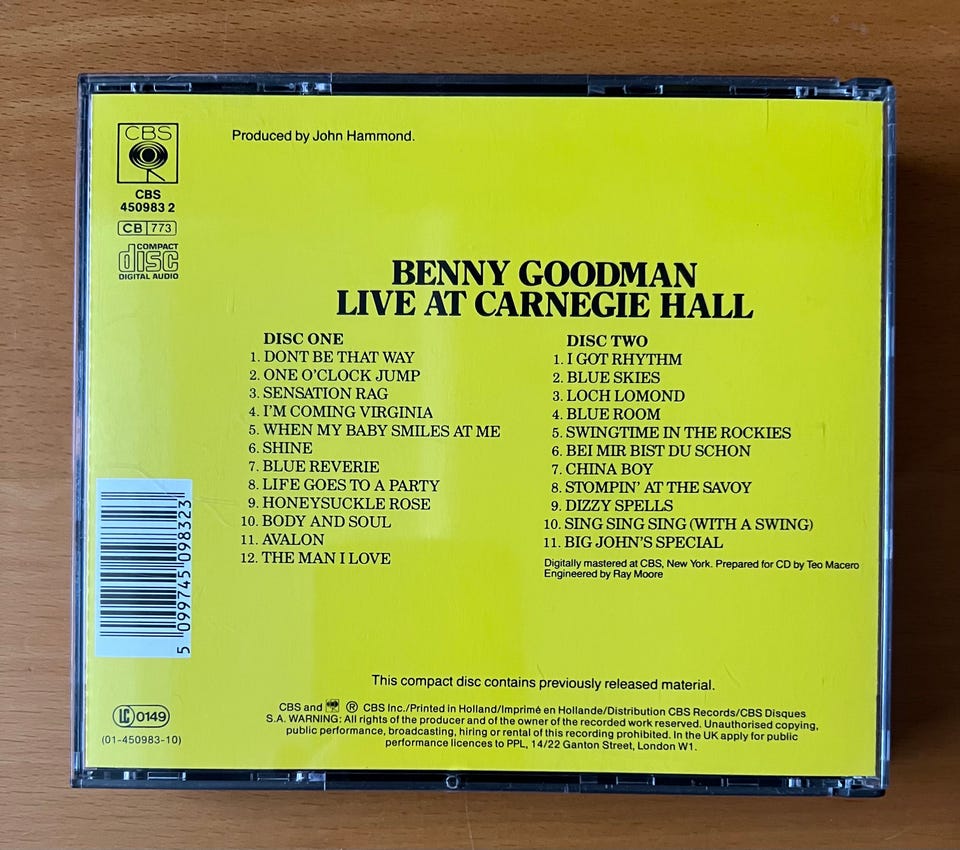 CBS
CBS
450983 2
CB 773
COMPACT
disc
DIGITAL AUDIO
Produced by John Hammond.
BENNY GOODMAN
LIVE AT CARNEGIE HALL
DISC ONE
1. DONT BE THAT WAY
2. ONE O'CLOCK JUMP
3. SENSATION RAG
4. I'M COMING VIRGINIA
5. WHEN MY BABY SMILES AT ME
6. SHINE
7. BLUE REVERIE
8. LIFE GOES TO A PARTY
9. HONEYSUCKLE ROSE
10. BODY AND SOUL
11. AVALON
12. THE MAN I LOVE
DISC TWO
1. I GOT RHYTHM
2. BLUE SKIES
3. LOCH LOMOND
4. BLUE ROOM
5. SWINGTIME IN THE ROCKIES
6. BEI MIR BIST DU SCHON
7. CHINA BOY
8. STOMPIN' AT THE SAVOY
9. DIZZY SPELLS
10. SING SING SING (WITH A SWING)
11. BIG JOHN'S SPECIAL
Digitally mastered at CBS, New York. Prepared for CD by Teo Macero
Engineered by Ray Moore
5 099745 098323
This compact disc contains previously released material.
CBS and CBS ® CBS Inc./Printed in Holland/Imprimé en Hollande/Distribution CBS Records/CBS Disques
S.A. WARNING: All rights of the producer and of the owner of the recorded work reserved. Unauthorised copying,
public performance, broadcasting, hiring or rental of this recording prohibited. In the UK apply for public
performance licences to PPL, 14/22 Ganton Street, London W1.
LC 0149
(01-450983-10)